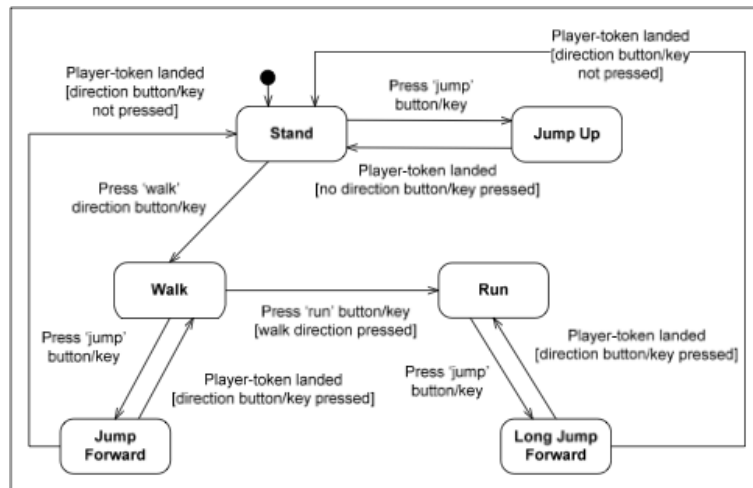 Player-token landed
[direction button/key
not pressed]
Player-token landed
[direction button/key
not pressed]
Press ‘jump’
button/key
Stand
Jump Up
Player-token landed
[no direction button/key pressed]
Press ‘walk’
direction button/key
Walk
Run
Press ‘run’ button/key
[walk direction pressed]
Press ‘jump’
button/key
Player-token landed
[direction button/key pressed]
Player-token landed
[direction button/key pressed]
Press ‘jump’
button/key
Jump
Forward
Long Jump
Forward